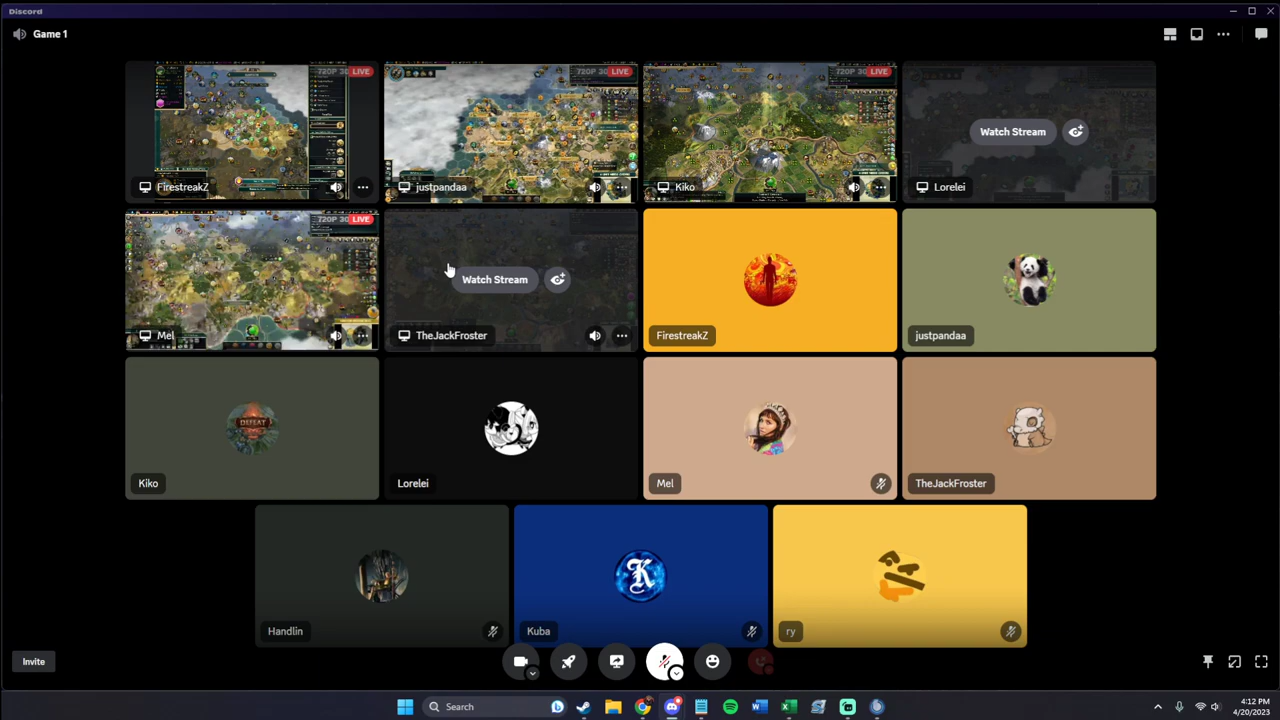 Discord
Game 1
720P 30 LIVE
FirestreakZ
720P 30 LIVE
justpandaa
720P 30 LIVE
Kiko
Watch Stream
Lorelei
720P 30 LIVE
Mel
Watch Stream
TheJackFroster
FirestreakZ
justpandaa
DEFEAT
Kiko
Lorelei
Mel
TheJackFroster
Handlin
K
Kuba
ry
Invite
Search
4:12 PM
4/20/2023